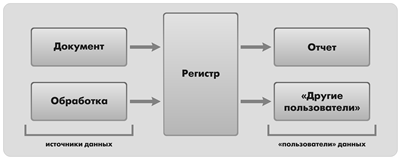 Документ
Обработка
источники данных
Регистр
Отчет
«Другие
пользователи»
«пользователи» данных